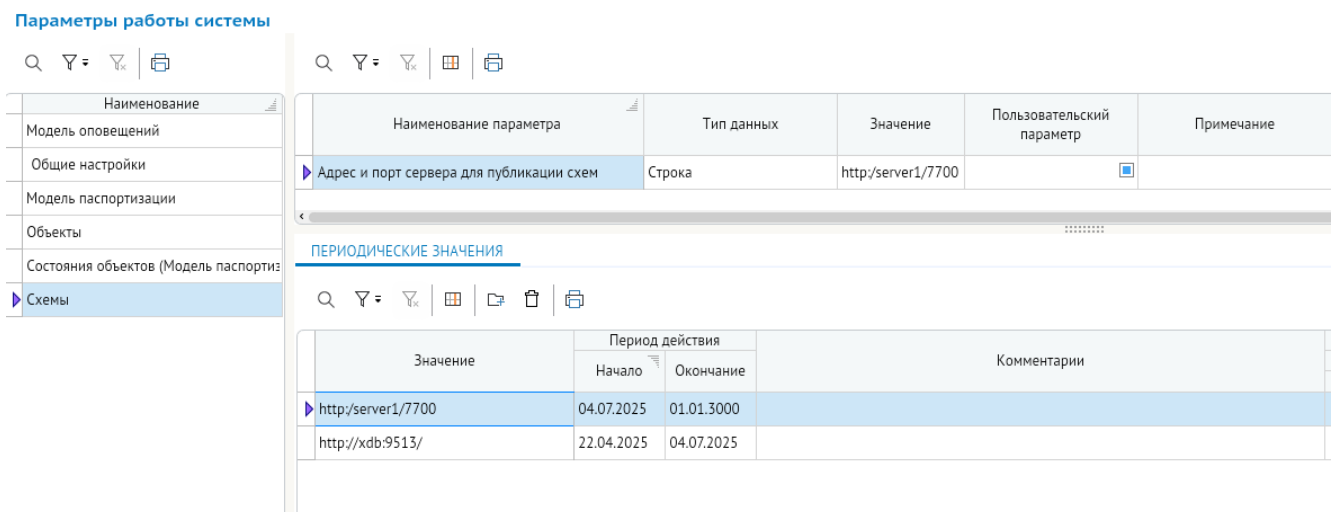 Параметры работы системы
Наименование
Модель оповещений
Общие настройки
Модель паспортизации
Объекты
Состояния объектов (Модель паспортиз
Схемы
Наименование параметра Тип данных Значение Пользовательский параметр Примечание
Адрес и порт сервера для публикации схем Строка http:/server1/7700
ПЕРИОДИЧЕСКИЕ ЗНАЧЕНИЯ
Значение Период действия Комментарии
Начало Окончание
http:/server1/7700 04.07.2025 01.01.3000
http://xdb:9513/ 22.04.2025 04.07.2025